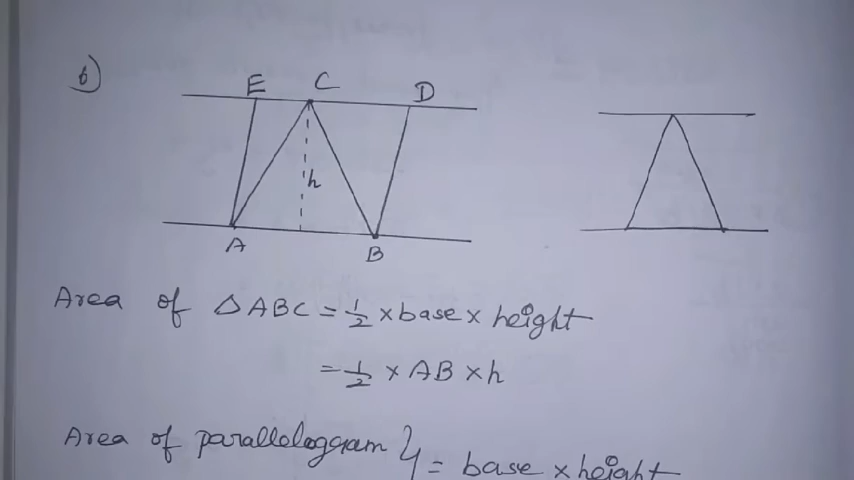 b)
E C D
h
A B
Area of △ABC = 1/2 × base × height
= 1/2 × AB × h
Area of parallelogram } = base × height